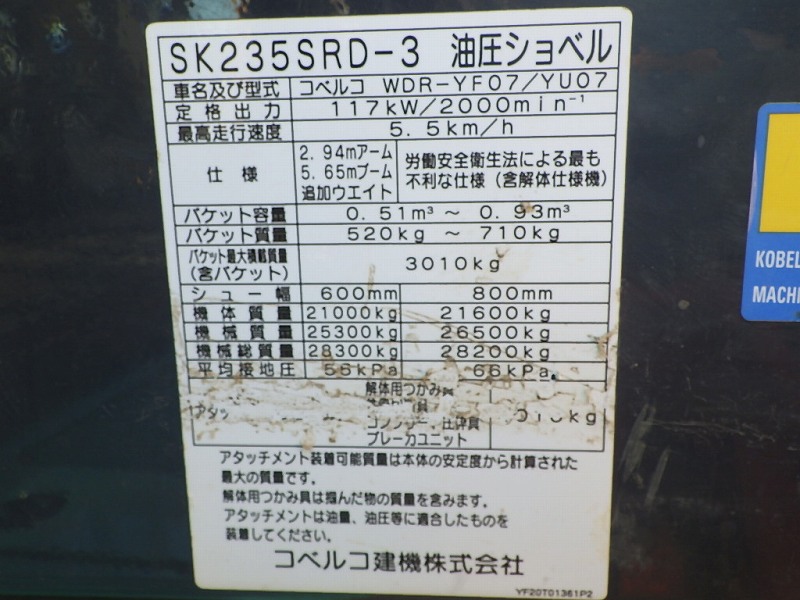 SK235SRD-3 油圧ショベル
車名及び型式 コベルコ WDR-YF07/YU07
定格出力 117kW/2000min⁻¹
最高走行速度 5.5km/h
仕様 2.94mアーム 5.65mブーム 追加ウエイト 労働安全衛生法による最も不利な仕様(含解体仕様機)
バケット容量 0.51m³ ～ 0.93m³
バケット質量 520kg ～ 710kg
バケット最大積載質量(含バケット) 3010kg
シュー幅 600mm 800mm
機体質量 21000kg 21600kg
機械質量 25300kg 26500kg
機械総質量 28300kg 28200kg
平均接地圧 56kPa 66kPa
解体用つかみ具
アタッ
kg
ブレーカユニット
アタッチメント装着可能質量は本体の安定度から計算された
最大の質量です。
解体用つかみ具は掴んだ物の質量を含みます。
アタッチメントは油量、油圧等に適合したものを
装着してください。
コベルコ建機株式会社
YF20T01361P2
KOBEL
MACHI